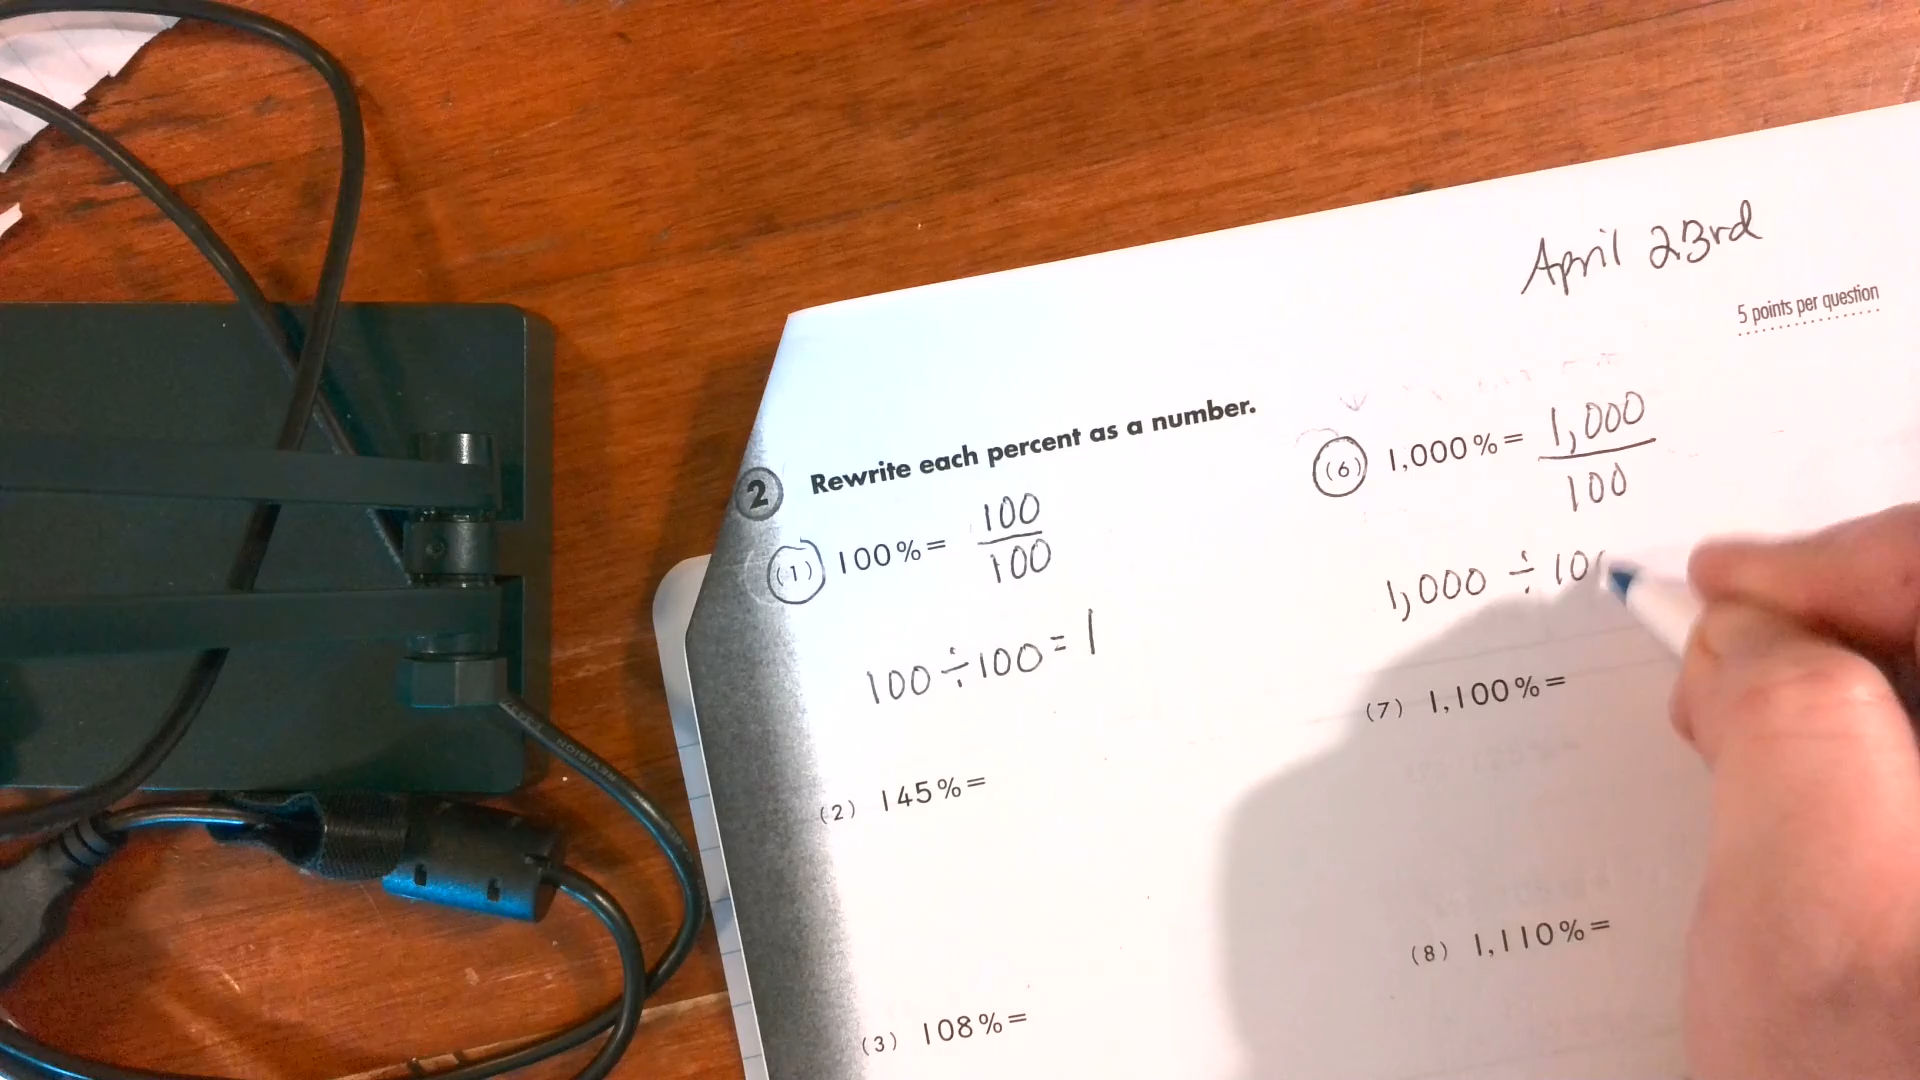 April 23rd
5 points per question
2 Rewrite each percent as a number.
(1) 100%= 100
100
100÷100=1
(2) 145%=
(3) 108%=
(6) 1,000%= 1,000
100
1,000 ÷ 10
(7) 1,100%=
(8) 1,110%=